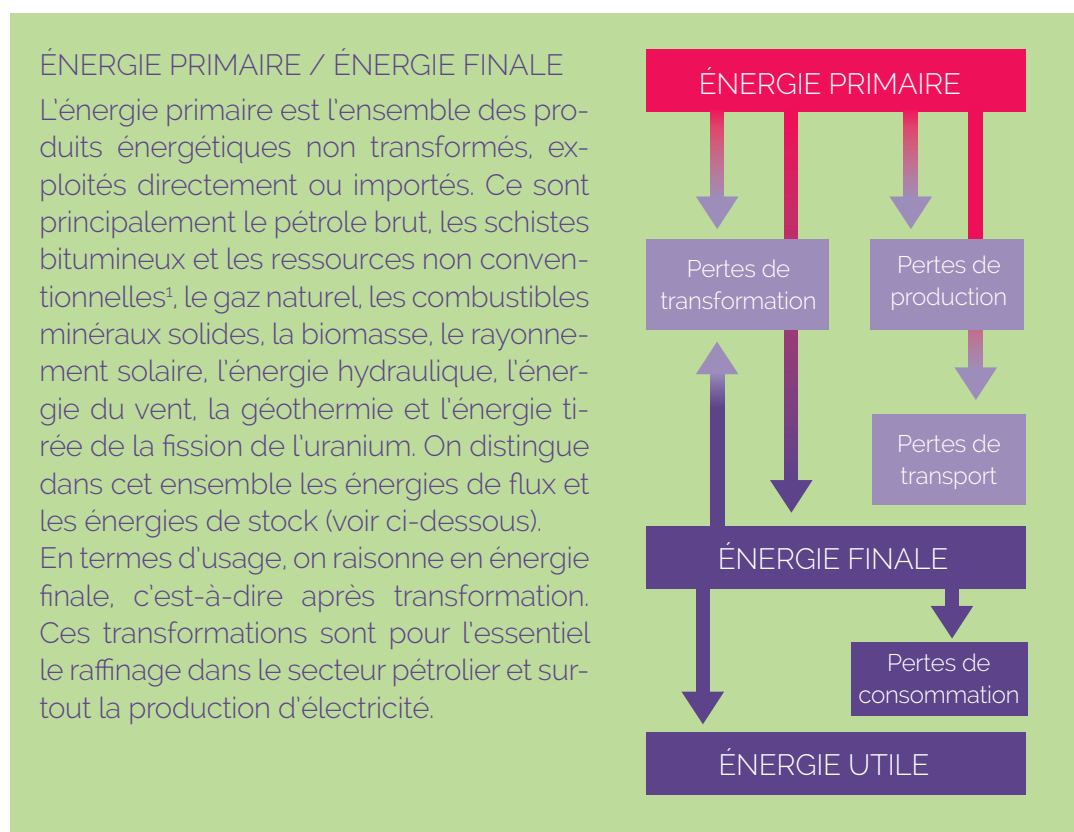 ÉNERGIE PRIMAIRE / ÉNERGIE FINALE
L'énergie primaire est l'ensemble des pro-
duits énergétiques non transformés, ex-
ploités directement ou importés. Ce sont
principalement le pétrole brut, les schistes
bitumineux et les ressources non conven-
tionnelles¹, le gaz naturel, les combustibles
minéraux solides, la biomasse, le rayonne-
ment solaire, l'énergie hydraulique, l'éner-
gie du vent, la géothermie et l'énergie ti-
rée de la fission de l'uranium. On distingue
dans cet ensemble les énergies de flux et
les énergies de stock (voir ci-dessous).
En termes d'usage, on raisonne en énergie
finale, c'est-à-dire après transformation.
Ces transformations sont pour l'essentiel
le raffinage dans le secteur pétrolier et sur-
tout la production d'électricité.
ÉNERGIE PRIMAIRE
Pertes de
transformation
Pertes de
production
Pertes de
transport
ÉNERGIE FINALE
Pertes de
consommation
ÉNERGIE UTILE